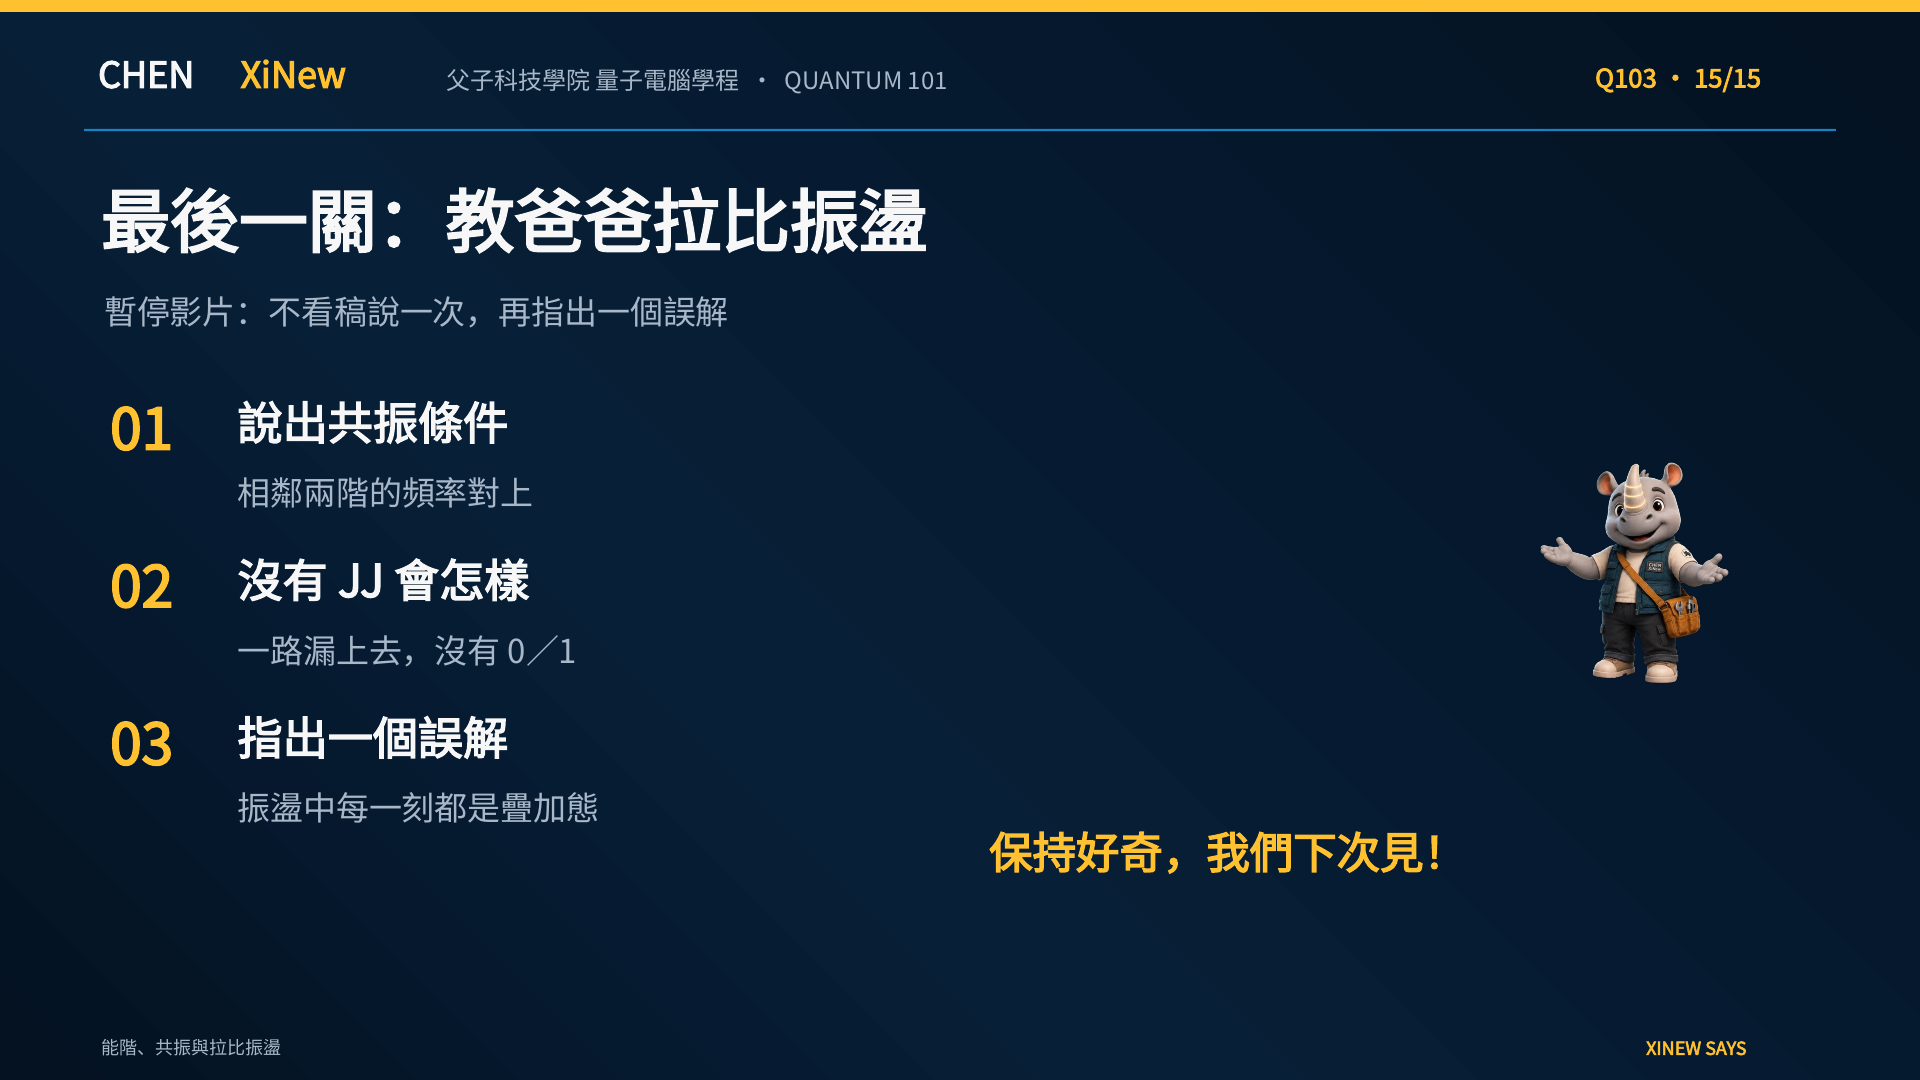 CHEN XiNew 父子科技學院 量子電腦學程 • QUANTUM 101 Q103 • 15/15
最後一關：教爸爸拉比振盪
暫停影片：不看稿說一次，再指出一個誤解
01 說出共振條件
相鄰兩階的頻率對上
02 沒有 JJ 會怎樣
一路漏上去，沒有 0／1
03 指出一個誤解
振盪中每一刻都是疊加態
保持好奇，我們下次見！
能階、共振與拉比振盪 XINEW SAYS